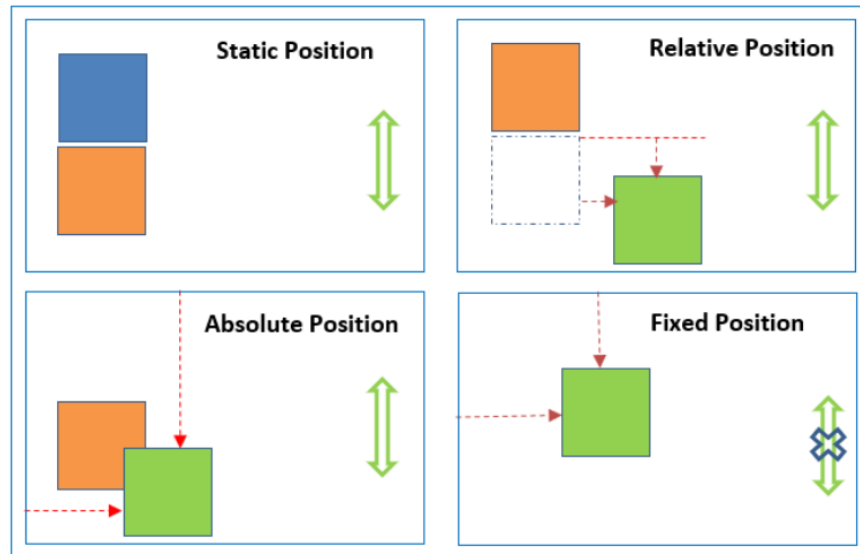 Static Position
Relative Position
Absolute Position
Fixed Position